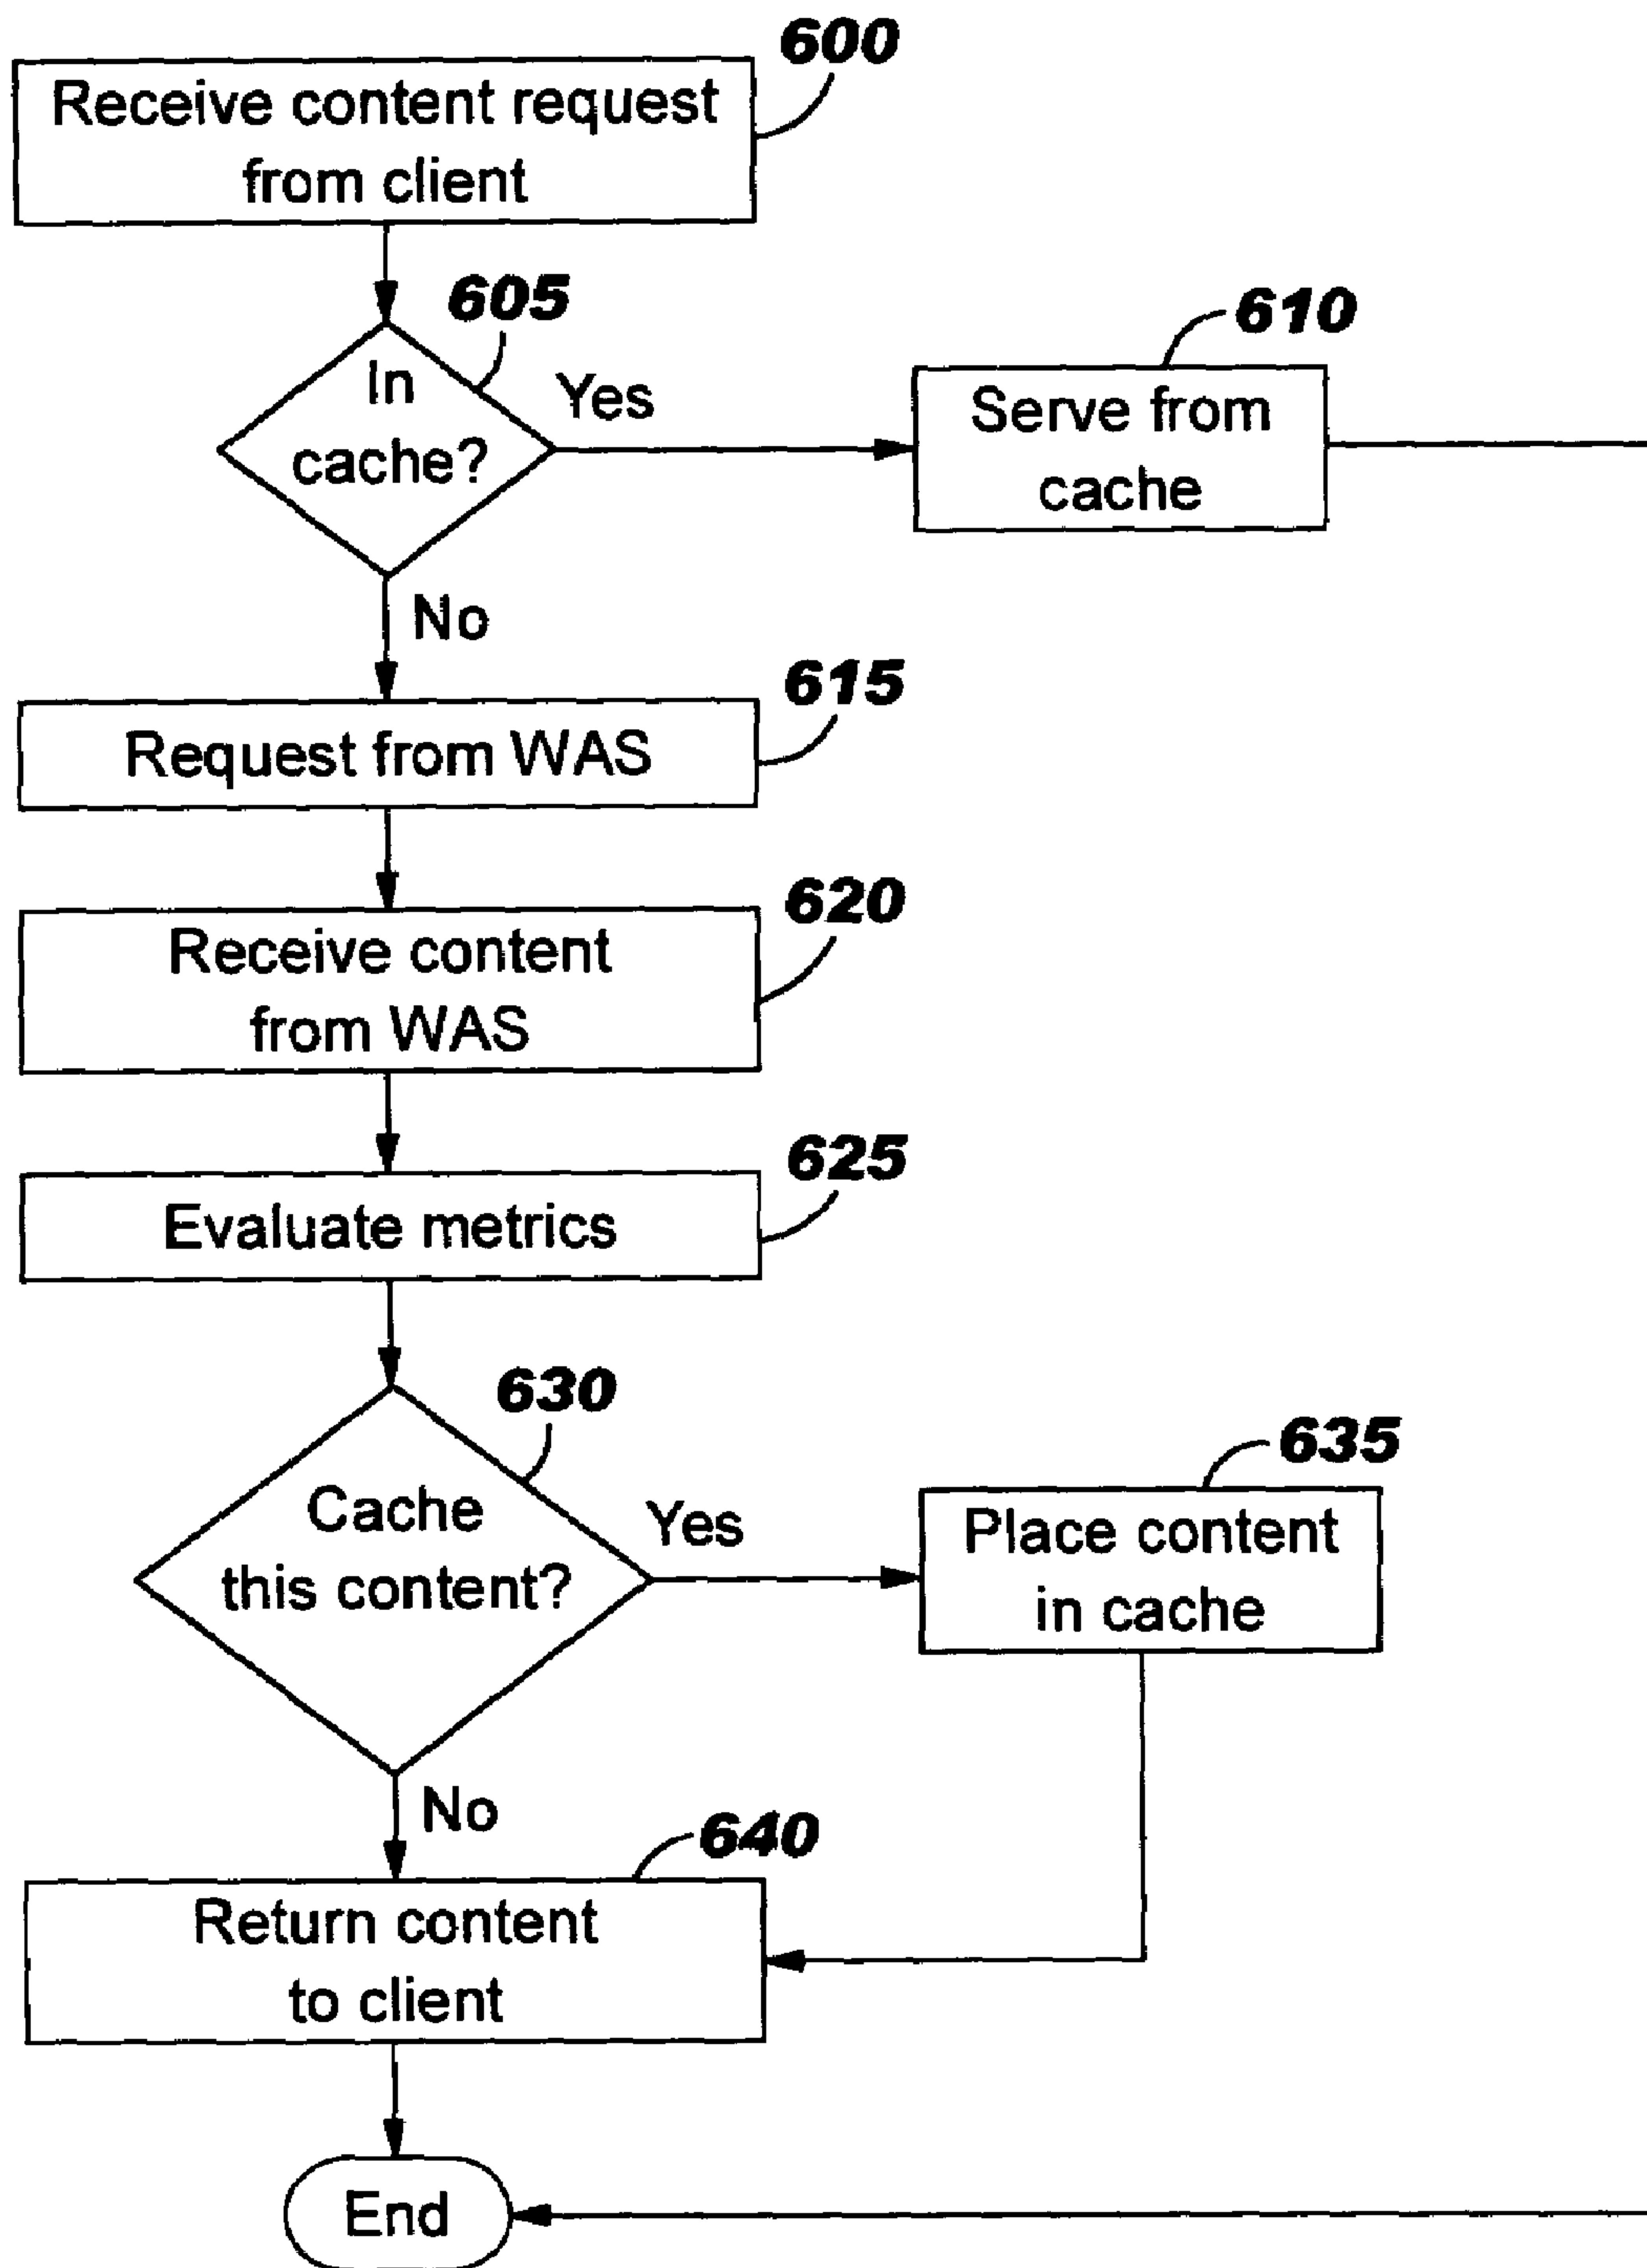 600
Receive content request
from client
605
In
cache?
Yes
610
Serve from
cache
No
615
Request from WAS
620
Receive content
from WAS
625
Evaluate metrics
630
Cache
this content?
Yes
635
Place content
in cache
No
640
Return content
to client
End